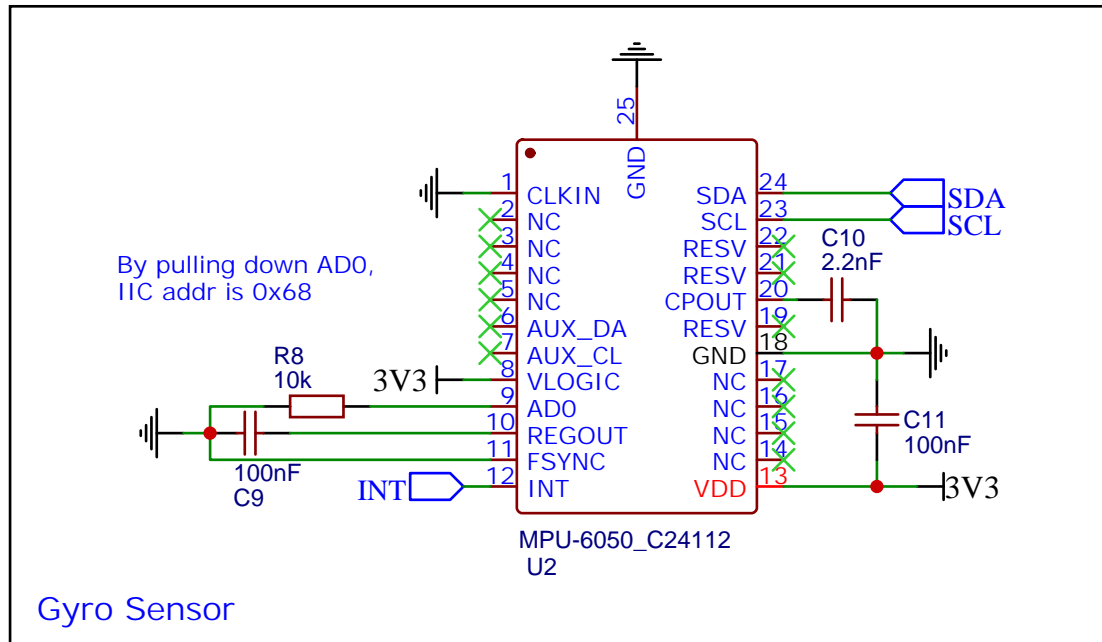 25
GND
1 CLKIN
2 NC
3 NC
4 NC
5 NC
6 AUX_DA
7 AUX_CL
8 VLOGIC
9 AD0
10 REGOUT
11 FSYNC
12 INT
SDA 24
SCL 23
RESV 22
RESV 21
CPOUT 20
RESV 19
GND 18
NC 17
NC 16
NC 15
NC 14
VDD 13
SDA
SCL
C10
2.2nF
By pulling down AD0,
IIC addr is 0x68
R8
10k
3V3
100nF
C9
INT
C11
100nF
3V3
MPU-6050_C24112
U2
Gyro Sensor